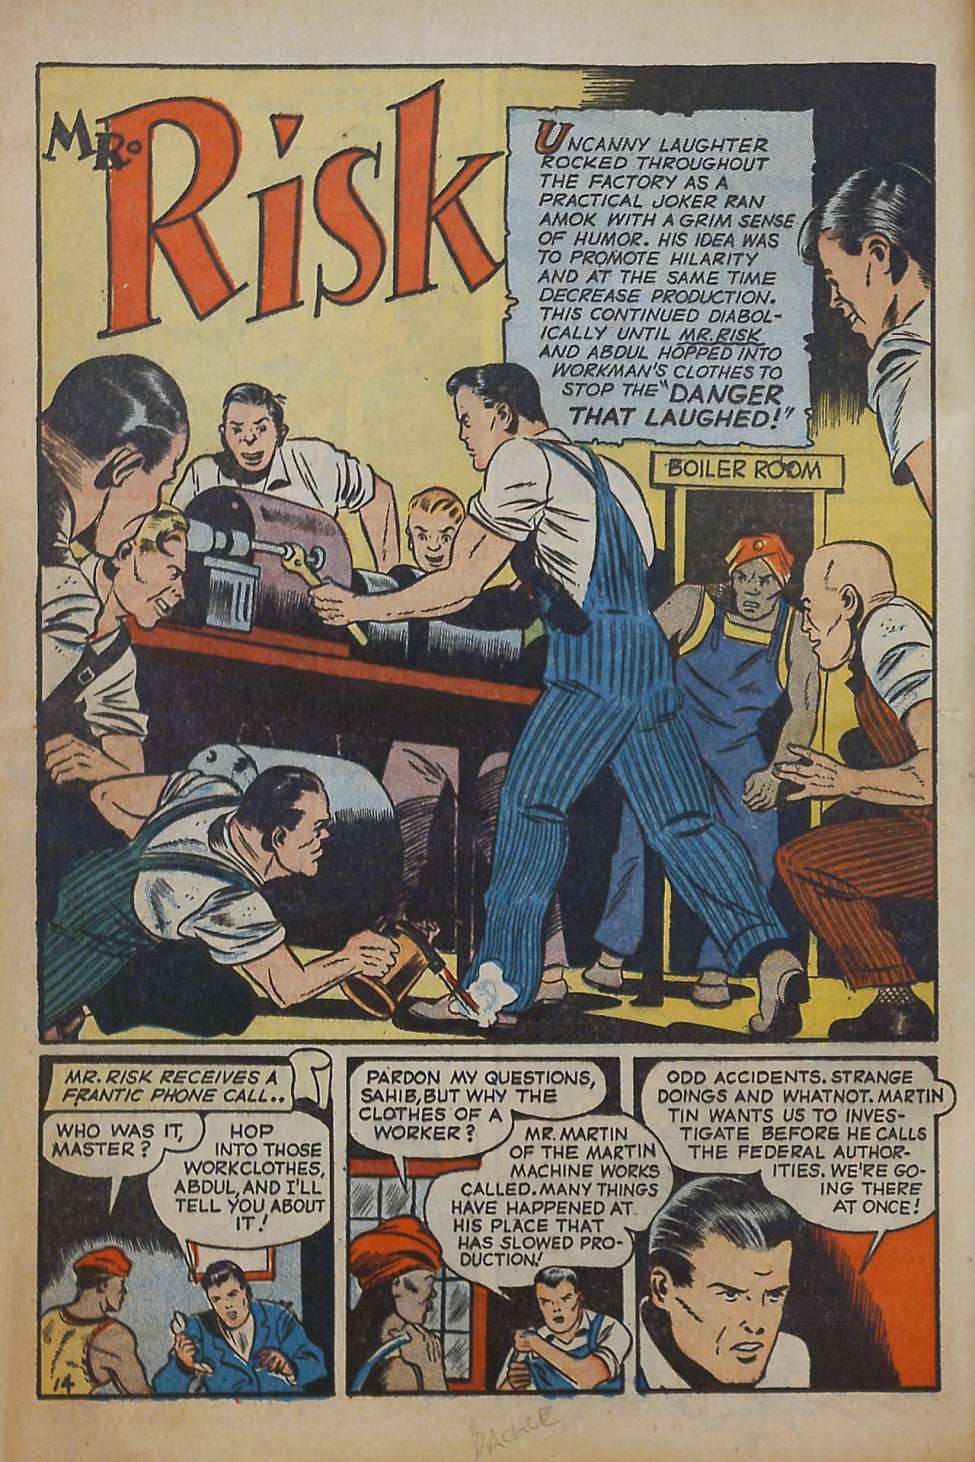 MR.
Risk
UNCANNY LAUGHTER
ROCKED THROUGHOUT
THE FACTORY AS A
PRACTICAL JOKER RAN
AMOK WITH A GRIM SENSE
OF HUMOR. HIS IDEA WAS
TO PROMOTE HILARITY
AND AT THE SAME TIME
DECREASE PRODUCTION.
THIS CONTINUED DIABOL-
ICALLY UNTIL MR. RISK
AND ABDUL HOPPED INTO
WORKMAN'S CLOTHES TO
STOP THE "DANGER
THAT LAUGHED!"
BOILER ROOM
MR. RISK RECEIVES A
FRANTIC PHONE CALL..
WHO WAS IT,
MASTER?
HOP
INTO THOSE
WORKCLOTHES,
ABDUL, AND I'LL
TELL YOU ABOUT
IT!
14
PARDON MY QUESTIONS,
SAHIB, BUT WHY THE
CLOTHES OF A
WORKER?
MR. MARTIN
OF THE MARTIN
MACHINE WORKS
CALLED. MANY THINGS
HAVE HAPPENED AT
HIS PLACE THAT
HAS SLOWED PRO-
DUCTION!
ODD ACCIDENTS. STRANGE
DOINGS AND WHATNOT. MARTIN
TIN WANTS US TO INVES-
TIGATE BEFORE HE CALLS
THE FEDERAL AUTHOR-
ITIES. WE'RE GO-
ING THERE
AT ONCE!